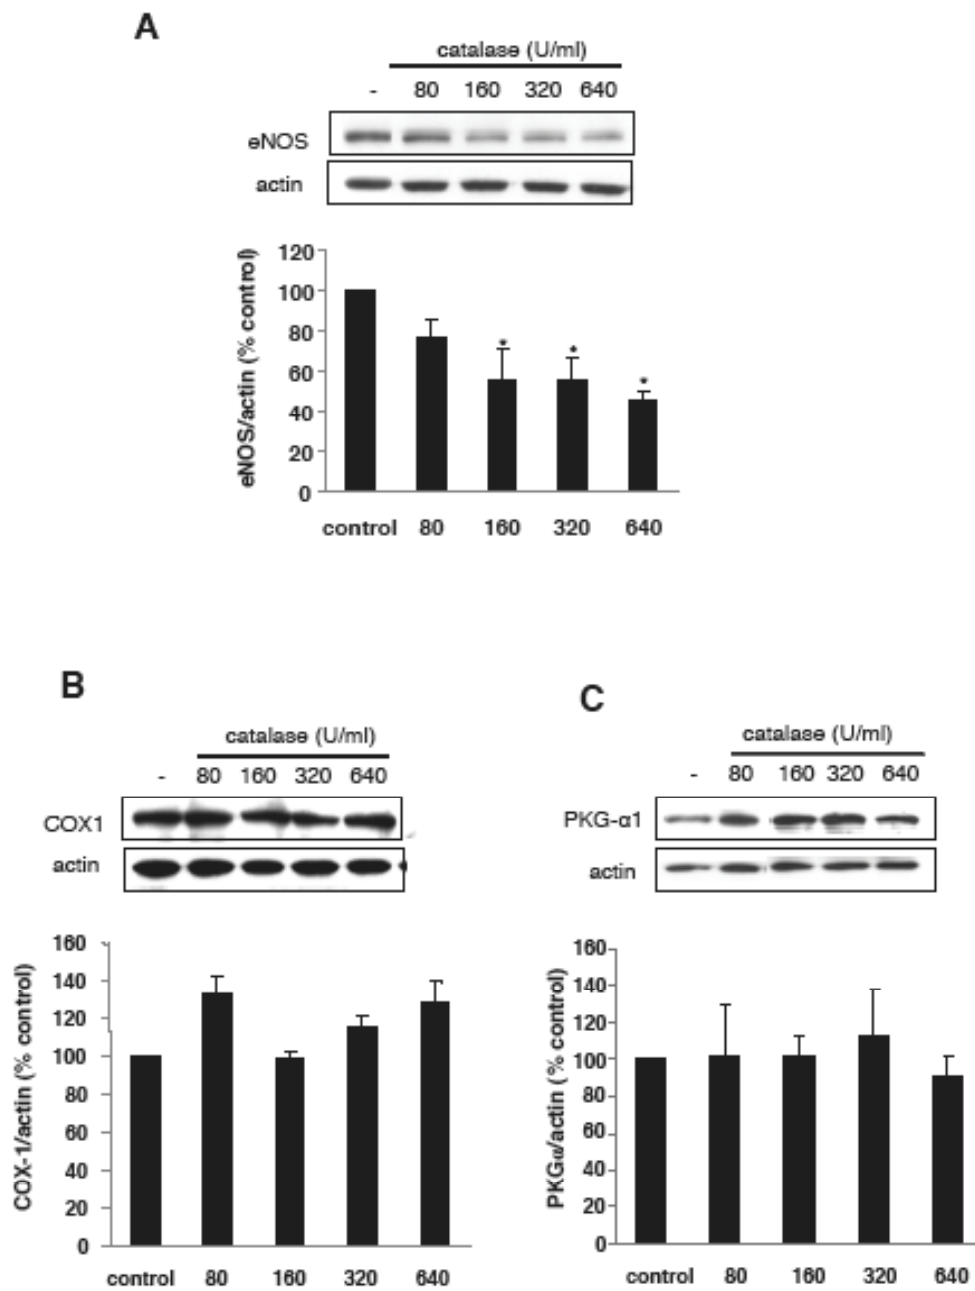 A
catalase (U/ml)
- 80 160 320 640
eNOS
actin
eNOS/actin (% control)
120
100
80
60
40
20
0
*
*
*
control 80 160 320 640
B
catalase (U/ml)
- 80 160 320 640
COX1
actin
COX-1/actin (% control)
160
140
120
100
80
60
40
20
0
control 80 160 320 640
C
catalase (U/ml)
- 80 160 320 640
PKG-α1
actin
PKGα/actin (% control)
160
140
120
100
80
60
40
20
0
control 80 160 320 640